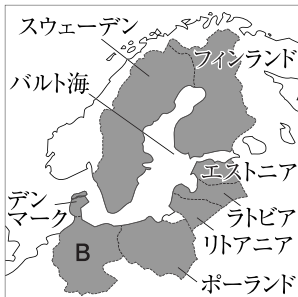 スウェーデン
フィンランド
バルト海
エストニア
デン
マーク
ラトビア
リトアニア
B
ポーランド